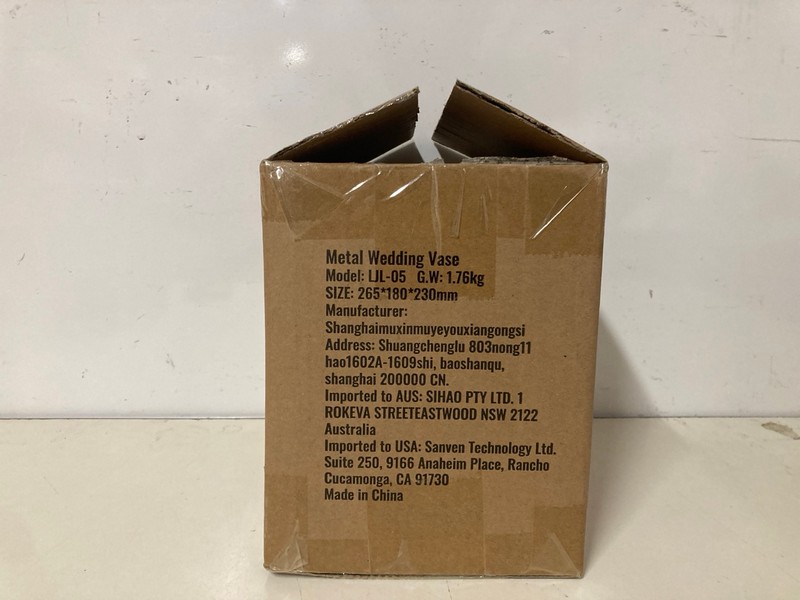 Metal Wedding Vase
Model: LJL-05 G.W: 1.76kg
SIZE: 265*180*230mm
Manufacturer:
Shanghaimuxinmuyeyouxiangongsi
Address: Shuangchenglu 803nong11
hao1602A-1609shi, baoshanqu,
shanghai 200000 CN.
Imported to AUS: SIHAO PTY LTD. 1
ROKEVA STREETEASTWOOD NSW 2122
Australia
Imported to USA: Sanven Technology Ltd.
Suite 250, 9166 Anaheim Place, Rancho
Cucamonga, CA 91730
Made in China